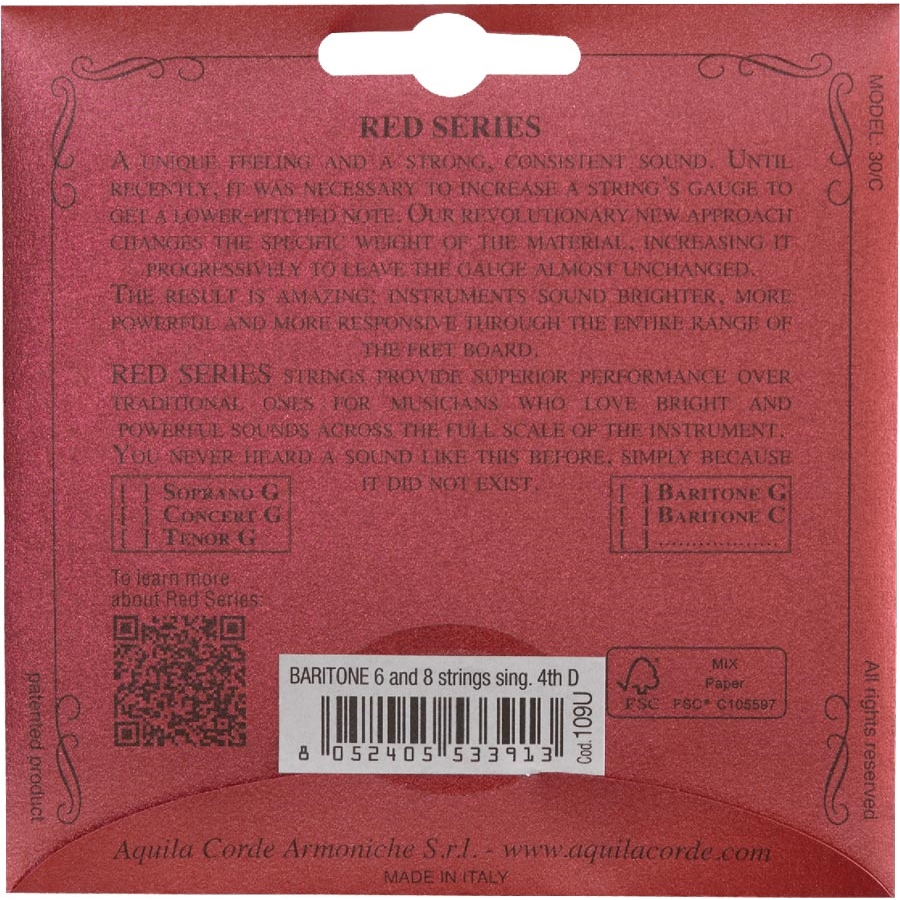 RED SERIES
A UNIQUE FEELING AND A STRONG, CONSISTENT SOUND. UNTIL
RECENTLY, IT WAS NECESSARY TO INCREASE A STRING'S GAUGE TO
GET A LOWER-PITCHED NOTE. OUR REVOLUTIONARY NEW APPROACH
CHANGES THE SPECIFIC WEIGHT OF THE MATERIAL, INCREASING IT
PROGRESSIVELY TO LEAVE THE GAUGE ALMOST UNCHANGED.
THE RESULT IS AMAZING: INSTRUMENTS SOUND BRIGHTER, MORE
POWERFUL AND MORE RESPONSIVE THROUGH THE ENTIRE RANGE OF
THE FRET BOARD.
RED SERIES STRINGS PROVIDE SUPERIOR PERFORMANCE OVER
TRADITIONAL ONES FOR MUSICIANS WHO LOVE BRIGHT AND
POWERFUL SOUNDS ACROSS THE FULL SCALE OF THE INSTRUMENT.
YOU NEVER HEARD A SOUND LIKE THIS BEFORE, SIMPLY BECAUSE
IT DID NOT EXIST.
[ ] SOPRANO G
[ ] CONCERT G
[ ] TENOR G
[ ] BARITONE G
[ ] BARITONE C
[ ] ..................
To learn more
about Red Series:
BARITONE 6 and 8 strings sing. 4th D
8 052405 533913
Cod. 109U
FSC
MIX
Paper
FSC® C105597
MODEL: 30/C
patented product
All rights reserved
Aquila Corde Armoniche S.r.l. - www.aquilacorde.com
MADE IN ITALY